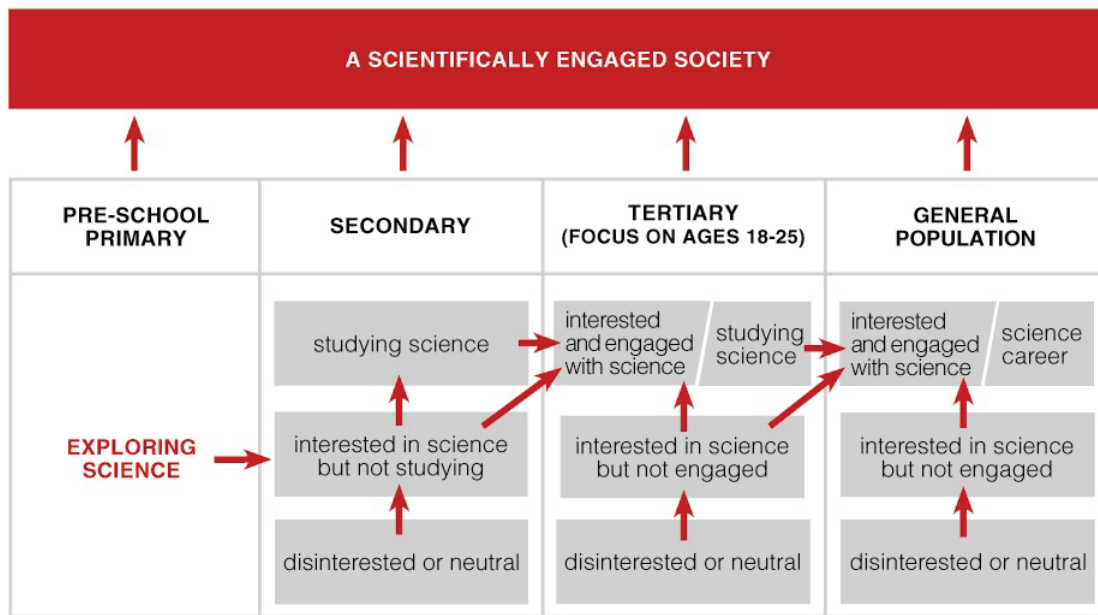 A SCIENTIFICALLY ENGAGED SOCIETY
PRE-SCHOOL
PRIMARY
SECONDARY
TERTIARY
(FOCUS ON AGES 18-25)
GENERAL
POPULATION
EXPLORING
SCIENCE
studying science
interested in science
but not studying
disinterested or neutral
interested
and engaged
with science
studying
science
interested in science
but not engaged
disinterested or neutral
interested
and engaged
with science
science
career
interested in science
but not engaged
disinterested or neutral